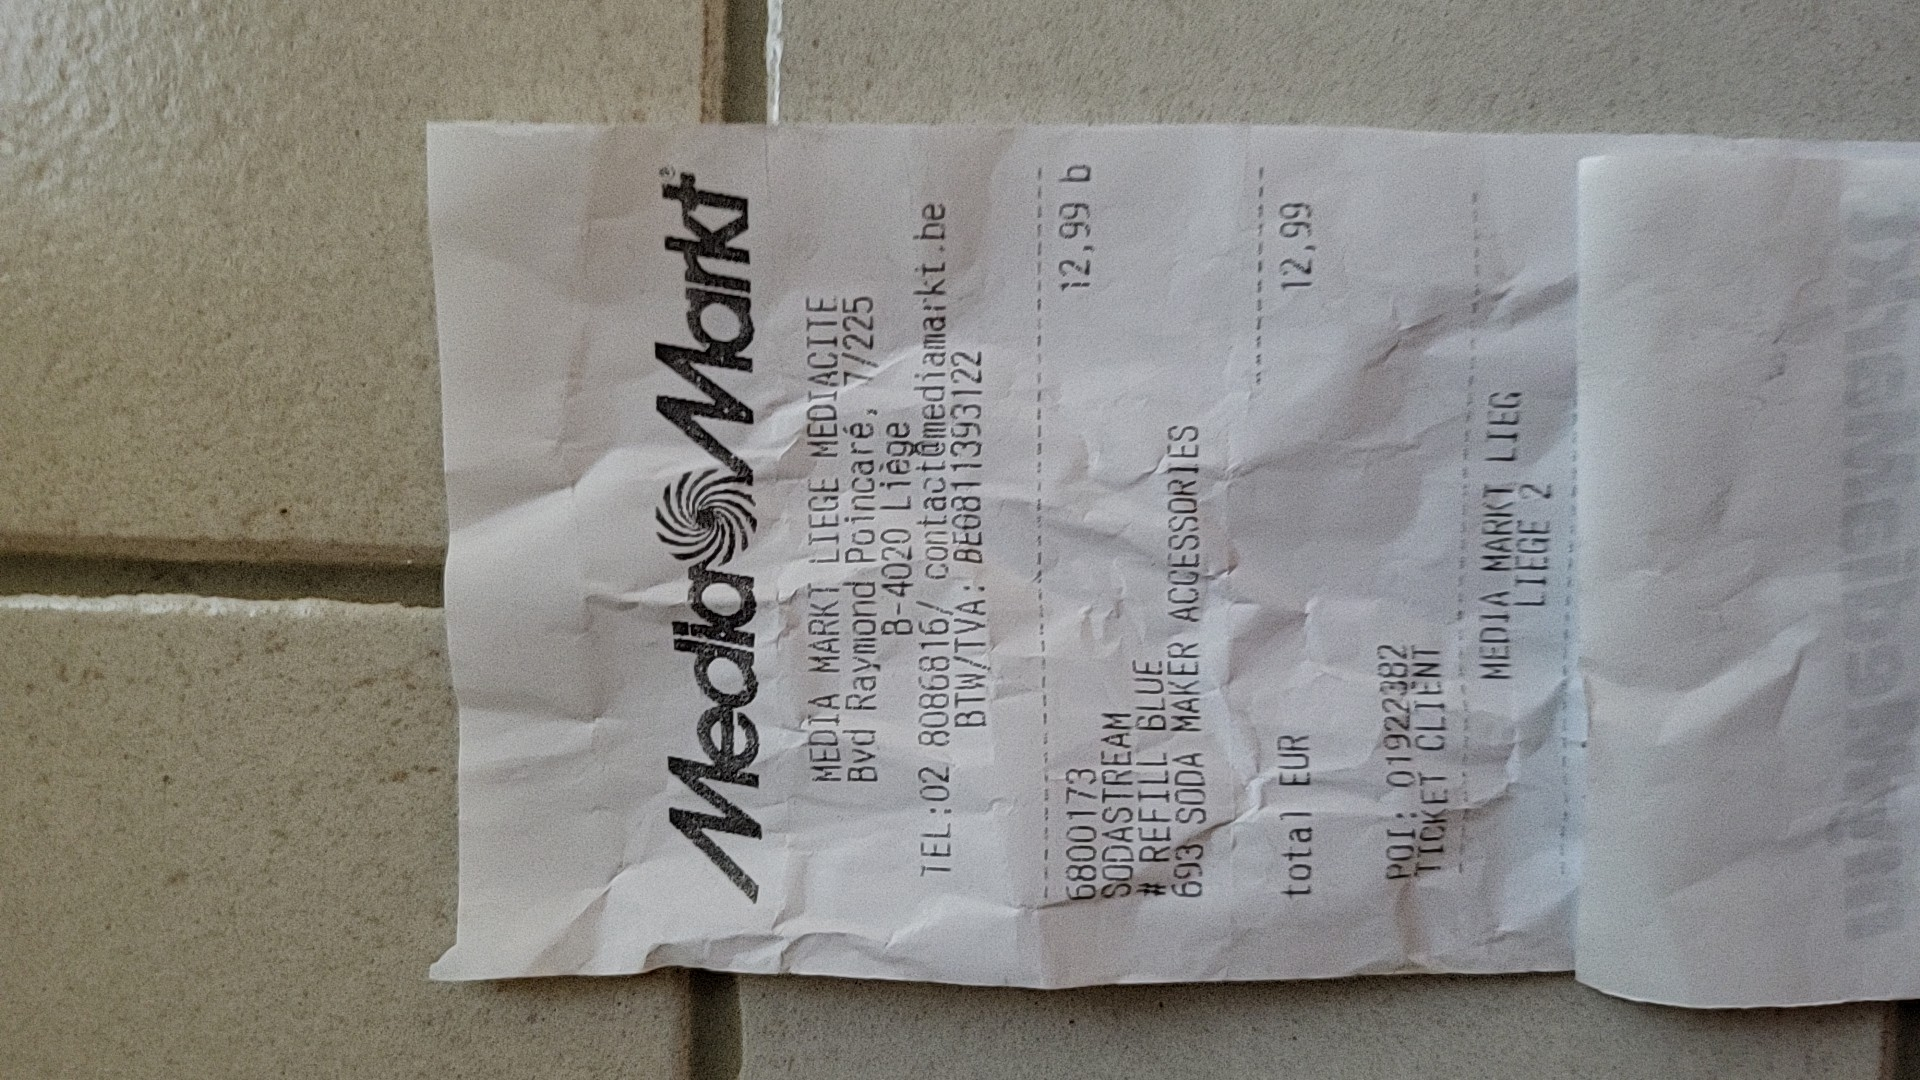 MediaMarkt®
MEDIA MARKT LIEGE MEDIACITE
Bvd Raymond Poincaré, 7/225
B-4020 Liège
TEL:02 8086816/ contact@mediamarkt.be
BTW/TVA: BE0811393122
6800173 12,99 b
SODASTREAM
# REFILL BLUE
693 SODA MAKER ACCESSORIES
total EUR 12,99
POI: 01922382
TICKET CLIENT
MEDIA MARKT LIEG
LIEGE 2